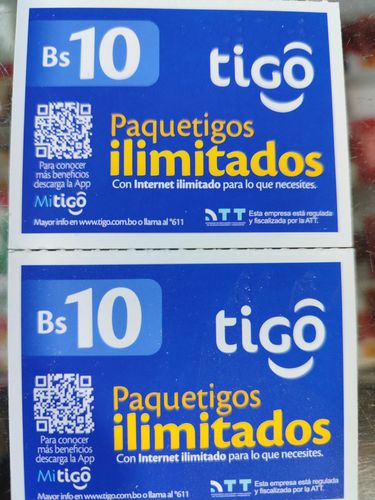 Bs 10
tigo
Paquetigos
ilimitados
Con Internet ilimitado para lo que necesites.
Para conocer
más beneficios
descarga la App
Mi tigo
Mayor info en www.tigo.com.bo o llama al *611
ATT
Esta empresa está regulada
y fiscalizada por la ATT.
Bs 10
tigo
Paquetigos
ilimitados
Con Internet ilimitado para lo que necesites.
Para conocer
más beneficios
descarga la App
Mi tigo
Mayor info en www.tigo.com.bo o llama al *611
ATT
Esta empresa está regulada
y fiscalizada por la ATT.